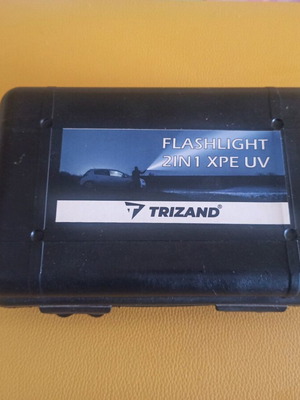 FLASHLIGHT
2IN1 XPE UV
TRIZAND®